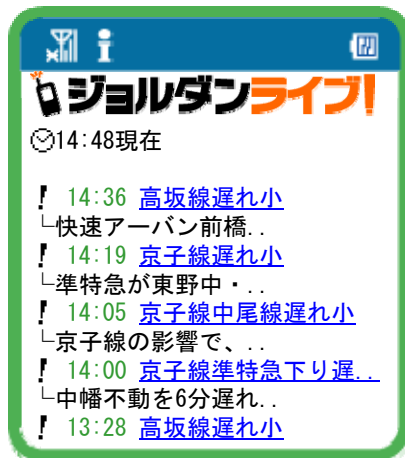 ジョルダンライブ!
14:48現在
! 14:36 高坂線遅れ小
└快速アーバン前橋..
! 14:19 京子線遅れ小
└準特急が東野中・..
! 14:05 京子線中尾線遅れ小
└京子線の影響で、..
! 14:00 京子線準特急下り遅..
└中幡不動を6分遅れ..
! 13:28 高坂線遅れ小